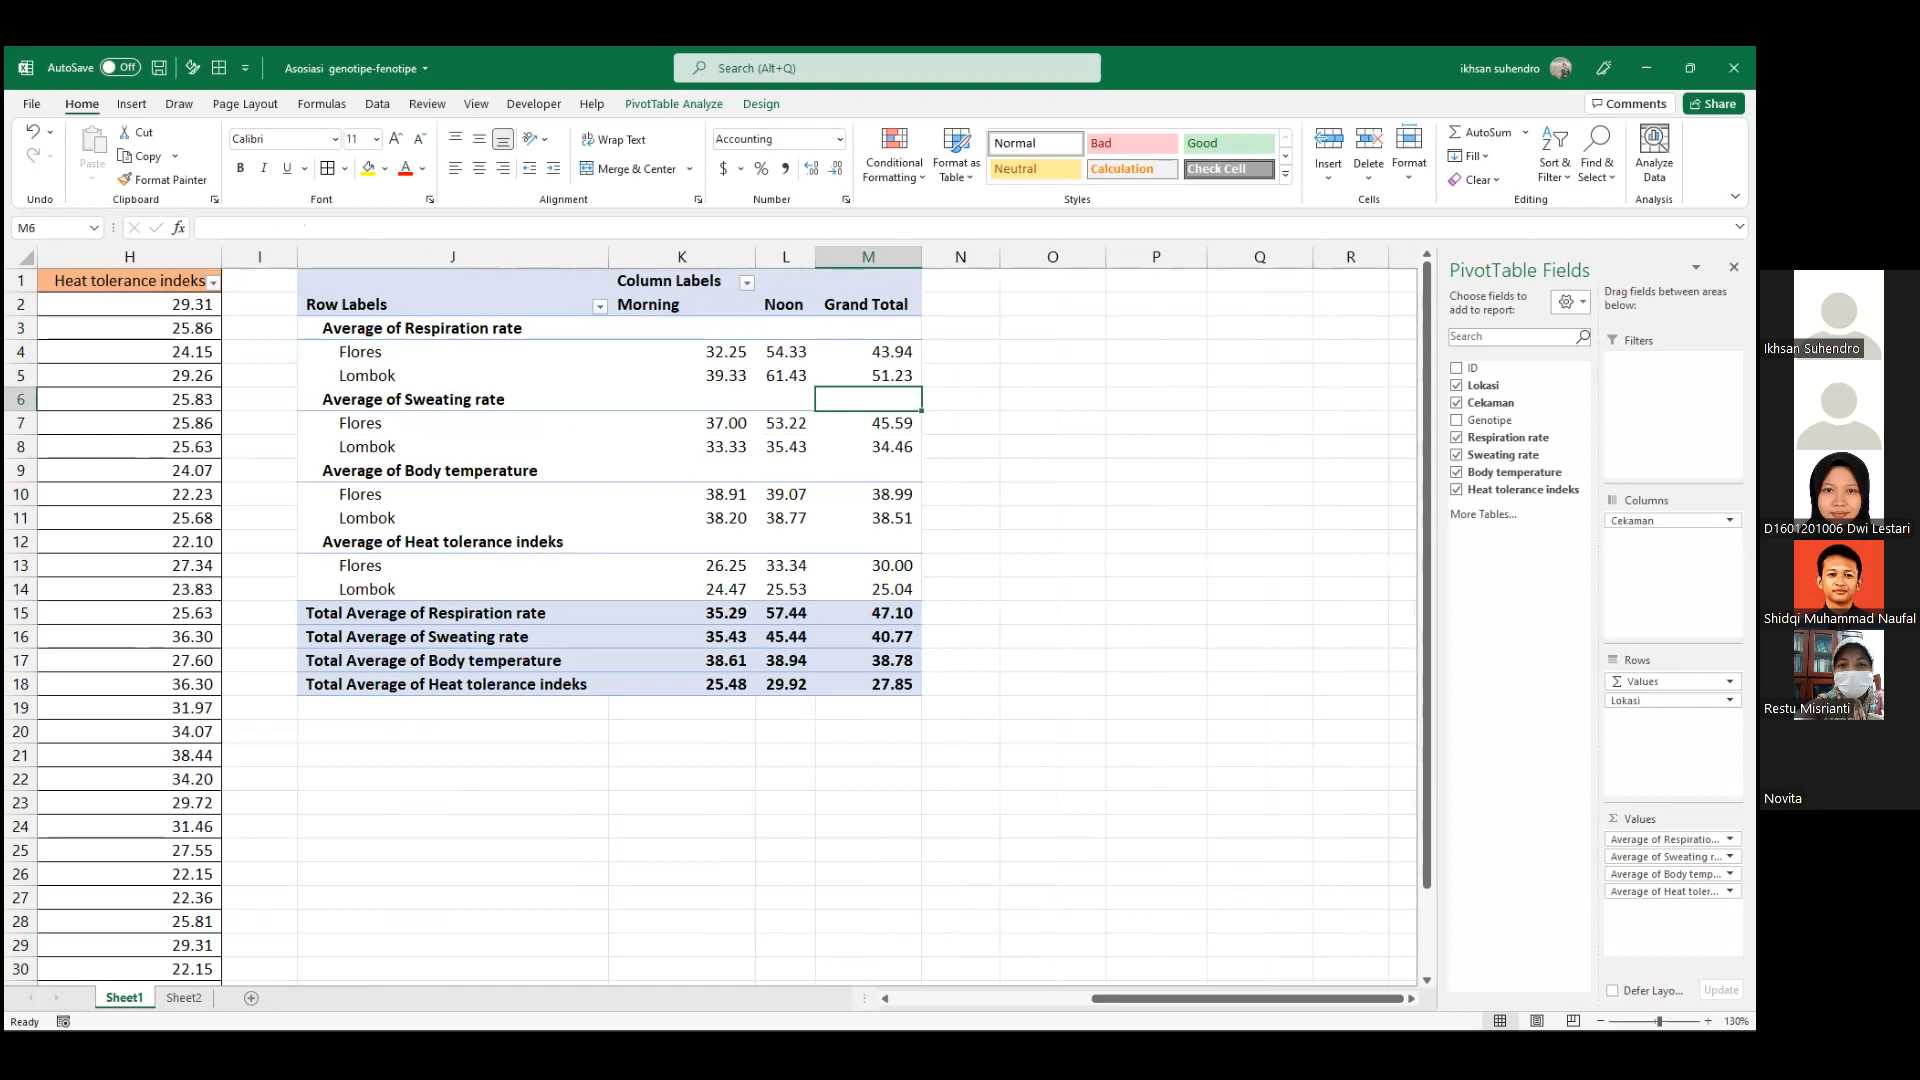 AutoSave Off Asosiasi genotipe-fenotipe Search (Alt+Q) ikhsan suhendro
File Home Insert Draw Page Layout Formulas Data Review View Developer Help PivotTable Analyze Design Comments Share
Cut
Copy
Format Painter
Paste
Undo Clipboard
Calibri 11
B I U
Font
Wrap Text
Merge & Center
Alignment
Accounting
$ % ,
Number
Conditional Formatting
Format as Table
Normal Bad Good
Neutral Calculation Check Cell
Styles
Insert Delete Format
Cells
AutoSum
Fill
Clear
Sort & Filter
Find & Select
Editing
Analyze Data
Analysis
M6 fx
H I J K L M N O P Q R
1 Heat tolerance indeks Column Labels
2 29.31 Row Labels Morning Noon Grand Total
3 25.86 Average of Respiration rate
4 24.15 Flores 32.25 54.33 43.94
5 29.26 Lombok 39.33 61.43 51.23
6 25.83 Average of Sweating rate
7 25.86 Flores 37.00 53.22 45.59
8 25.63 Lombok 33.33 35.43 34.46
9 24.07 Average of Body temperature
10 22.23 Flores 38.91 39.07 38.99
11 25.68 Lombok 38.20 38.77 38.51
12 22.10 Average of Heat tolerance indeks
13 27.34 Flores 26.25 33.34 30.00
14 23.83 Lombok 24.47 25.53 25.04
15 25.63 Total Average of Respiration rate 35.29 57.44 47.10
16 36.30 Total Average of Sweating rate 35.43 45.44 40.77
17 27.60 Total Average of Body temperature 38.61 38.94 38.78
18 36.30 Total Average of Heat tolerance indeks 25.48 29.92 27.85
19 31.97
20 34.07
21 38.44
22 34.20
23 29.72
24 31.46
25 27.55
26 22.15
27 22.36
28 25.81
29 29.31
30 22.15
Sheet1 Sheet2
Ready
130%
PivotTable Fields
Choose fields to
add to report:
Search
ID
Lokasi
Cekaman
Genotipe
Respiration rate
Sweating rate
Body temperature
Heat tolerance indeks
More Tables...
Drag fields between areas
below:
Filters
Columns
Cekaman
Rows
Σ Values
Lokasi
Σ Values
Average of Respiratio...
Average of Sweating r...
Average of Body temp...
Average of Heat toler...
Defer Layo... Update
Ikhsan Suhendro
D1601201006 Dwi Lestari
Shidqi Muhammad Naufal
Restu Misrianti
Novita